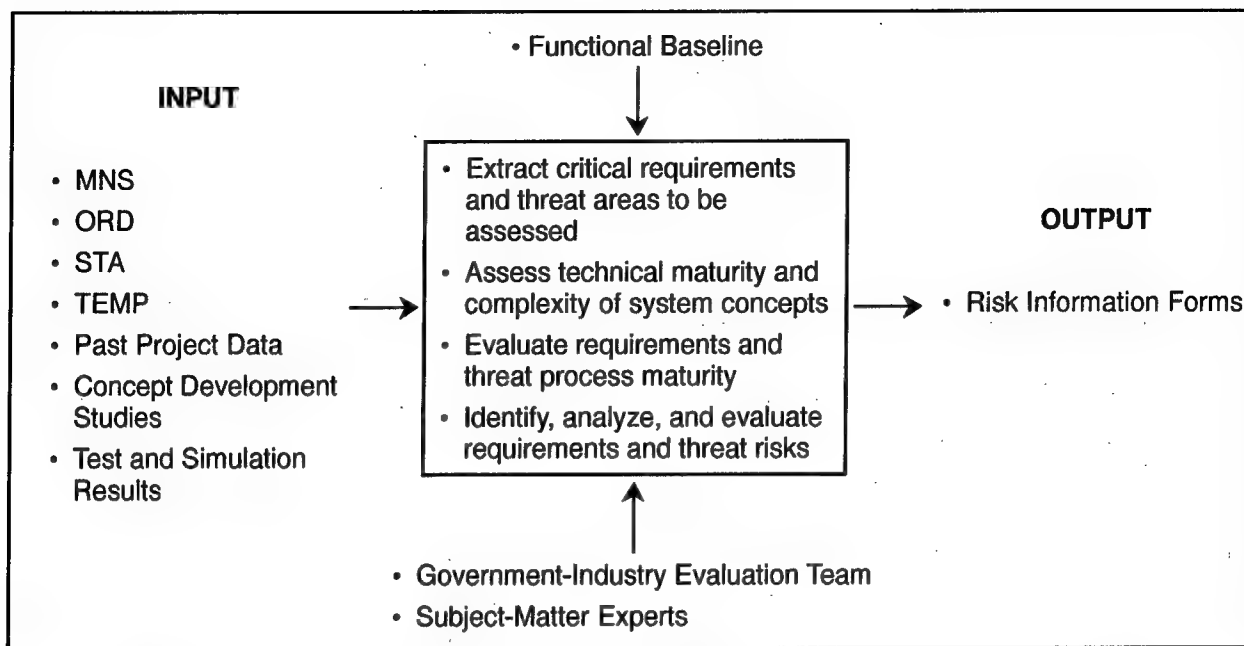 • Functional Baseline
INPUT
• MNS
• ORD
• STA
• TEMP
• Past Project Data
• Concept Development
Studies
• Test and Simulation
Results
• Extract critical requirements
and threat areas to be
assessed
• Assess technical maturity and
complexity of system concepts
• Evaluate requirements and
threat process maturity
• Identify, analyze, and evaluate
requirements and threat risks
OUTPUT
• Risk Information Forms
• Government-Industry Evaluation Team
• Subject-Matter Experts